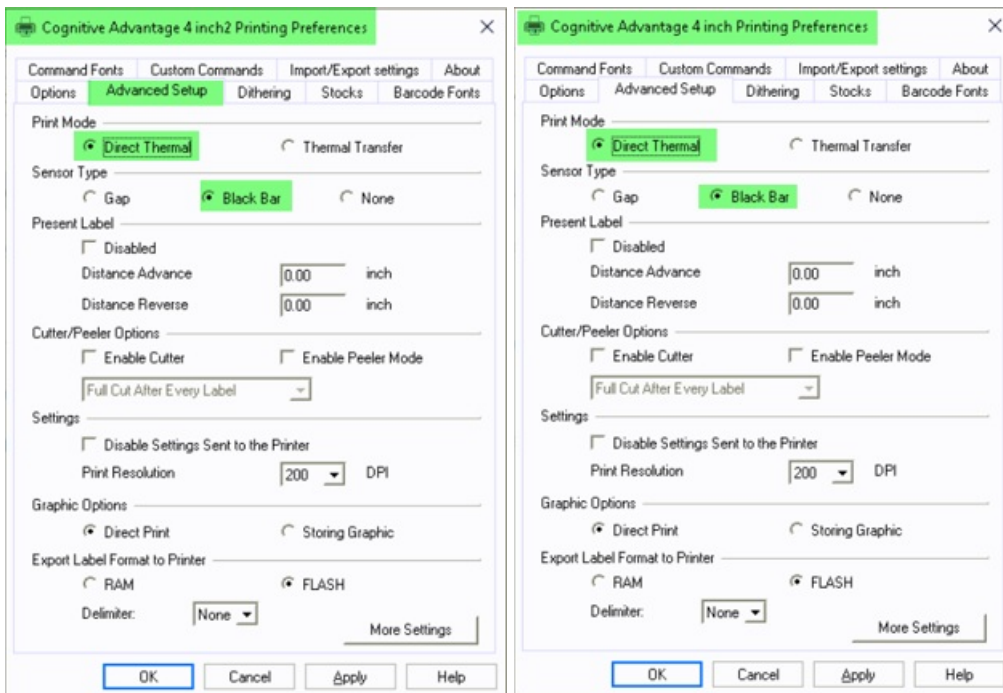 Cognitive Advantage 4 inch2 Printing Preferences
Command Fonts Custom Commands Import/Export settings About
Options Advanced Setup Dithering Stocks Barcode Fonts
Print Mode
Direct Thermal Thermal Transfer
Sensor Type
Gap Black Bar None
Present Label
Disabled
Distance Advance 0.00 inch
Distance Reverse 0.00 inch
Cutter/Peeler Options
Enable Cutter Enable Peeler Mode
Full Cut After Every Label
Settings
Disable Settings Sent to the Printer
Print Resolution 200 DPI
Graphic Options
Direct Print Storing Graphic
Export Label Format to Printer
RAM FLASH
Delimiter: None
More Settings
OK Cancel Apply Help
Cognitive Advantage 4 inch Printing Preferences
Command Fonts Custom Commands Import/Export settings About
Options Advanced Setup Dithering Stocks Barcode Fonts
Print Mode
Direct Thermal Thermal Transfer
Sensor Type
Gap Black Bar None
Present Label
Disabled
Distance Advance 0.00 inch
Distance Reverse 0.00 inch
Cutter/Peeler Options
Enable Cutter Enable Peeler Mode
Full Cut After Every Label
Settings
Disable Settings Sent to the Printer
Print Resolution 200 DPI
Graphic Options
Direct Print Storing Graphic
Export Label Format to Printer
RAM FLASH
Delimiter: None
More Settings
OK Cancel Apply Help